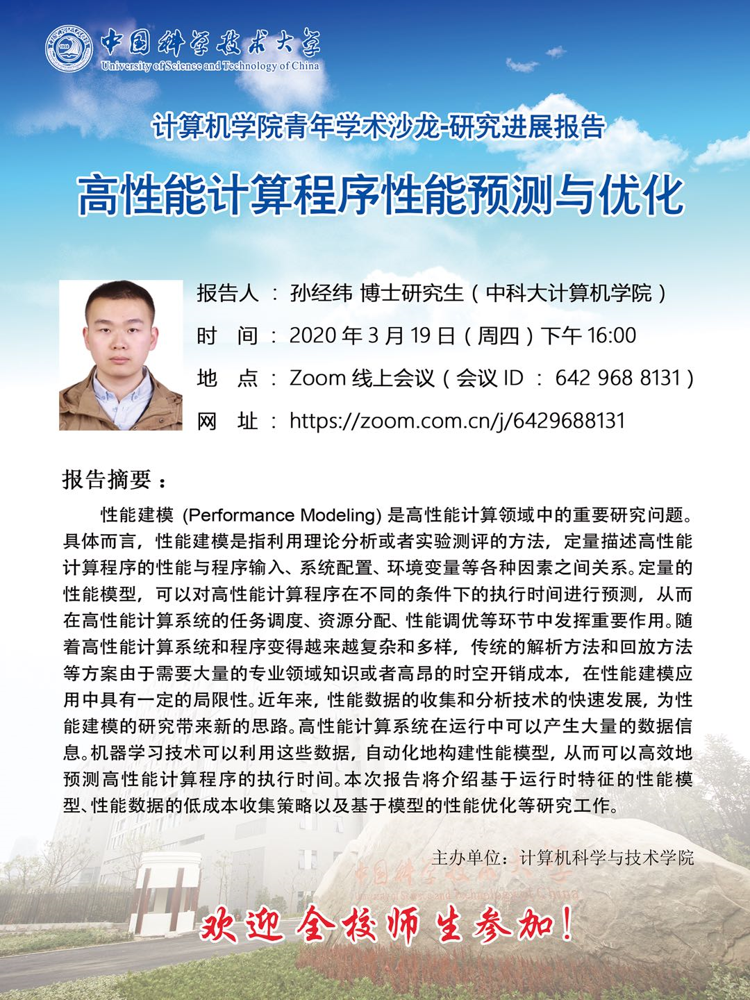 中国科学技术大学
University of Science and Technology of China
计算机学院青年学术沙龙-研究进展报告
高性能计算程序性能预测与优化
报告人 ： 孙经纬 博士研究生（中科大计算机学院）
时 间 ： 2020 年 3 月 19 日（周四）下午 16:00
地 点 ： Zoom 线上会议（会议 ID ： 642 968 8131）
网 址 ： https://zoom.com.cn/j/6429688131
报告摘要：
性能建模 (Performance Modeling) 是高性能计算领域中的重要研究问题。
具体而言，性能建模是指利用理论分析或者实验测评的方法，定量描述高性能
计算程序的性能与程序输入、系统配置、环境变量等各种因素之间关系。定量的
性能模型，可以对高性能计算程序在不同的条件下的执行时间进行预测，从而
在高性能计算系统的任务调度、资源分配、性能调优等环节中发挥重要作用。随
着高性能计算系统和程序变得越来越复杂和多样，传统的解析方法和回放方法
等方案由于需要大量的专业领域知识或者高昂的时空开销成本，在性能建模应
用中具有一定的局限性。近年来，性能数据的收集和分析技术的快速发展，为性
能建模的研究带来新的思路。高性能计算系统在运行中可以产生大量的数据信
息。机器学习技术可以利用这些数据，自动化地构建性能模型，从而可以高效地
预测高性能计算程序的执行时间。本次报告将介绍基于运行时特征的性能模
型、性能数据的低成本收集策略以及基于模型的性能优化等研究工作。
主办单位：计算机科学与技术学院
中国科学技术大学
University of Science and Technology of China
欢迎全校师生参加！